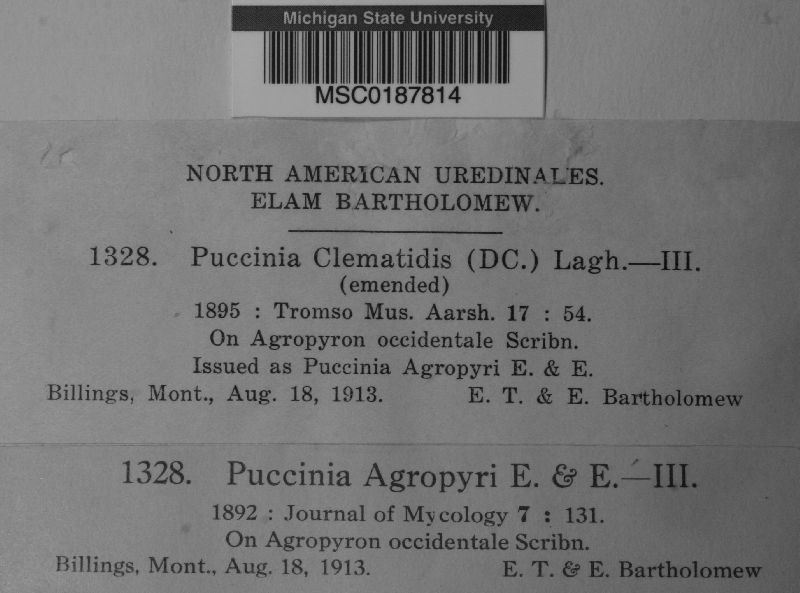 Michigan State University
MSC0187814
NORTH AMERICAN UREDINALES.
ELAM BARTHOLOMEW.
1328. Puccinia Clematidis (DC.) Lagh.—III.
(emended)
1895 : Tromso Mus. Aarsh. 17 : 54.
On Agropyron occidentale Scribn.
Issued as Puccinia Agropyri E. & E.
Billings, Mont., Aug. 18, 1913. E. T. & E. Bartholomew
1328. Puccinia Agropyri E. & E.—III.
1892 : Journal of Mycology 7 : 131.
On Agropyron occidentale Scribn.
Billings, Mont., Aug. 18, 1913. E. T. & E. Bartholomew